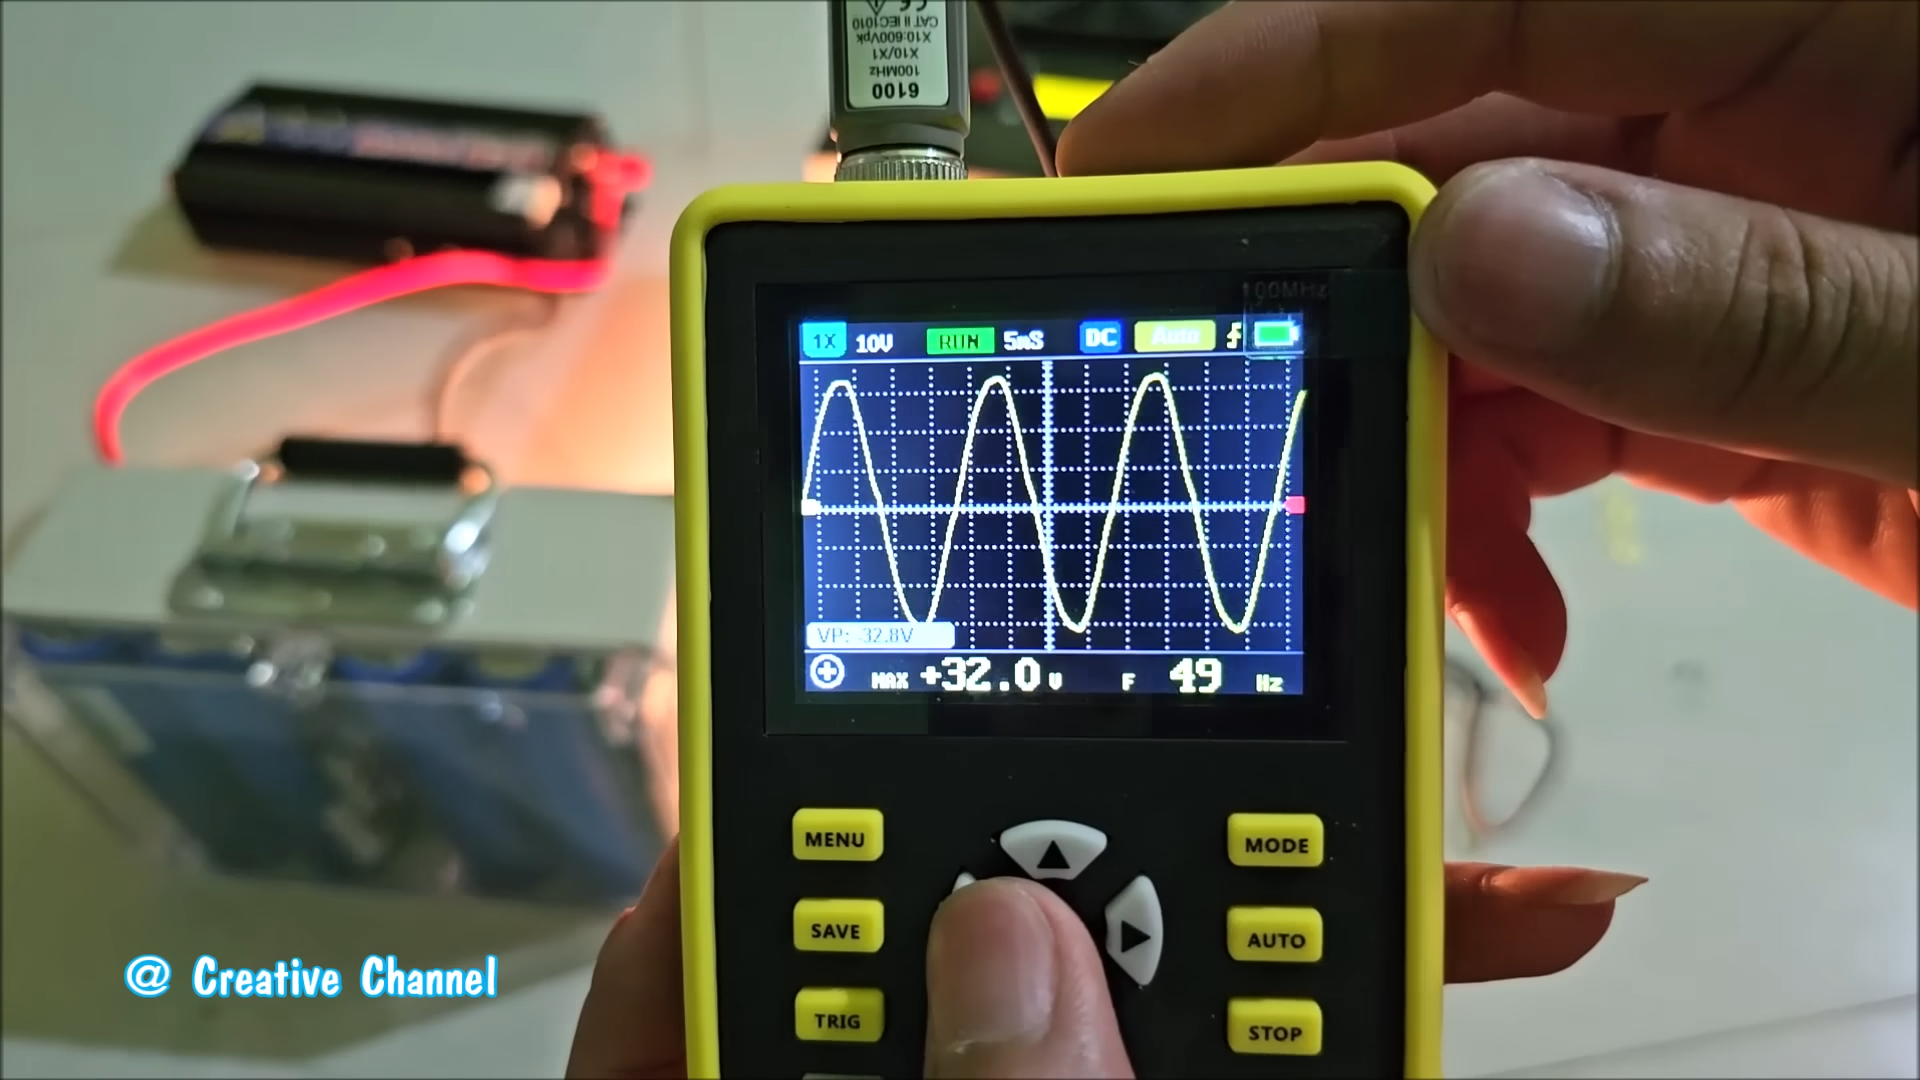 CAT II IEC1010
X10:600Vpk
X10/X1
100MHz
6100
100MHz
1X 10V RUN 5mS DC Auto
VP: -32.8V
MAX +32.0 V F 49 Hz
MENU
MODE
SAVE
AUTO
TRIG
STOP
@ Creative Channel